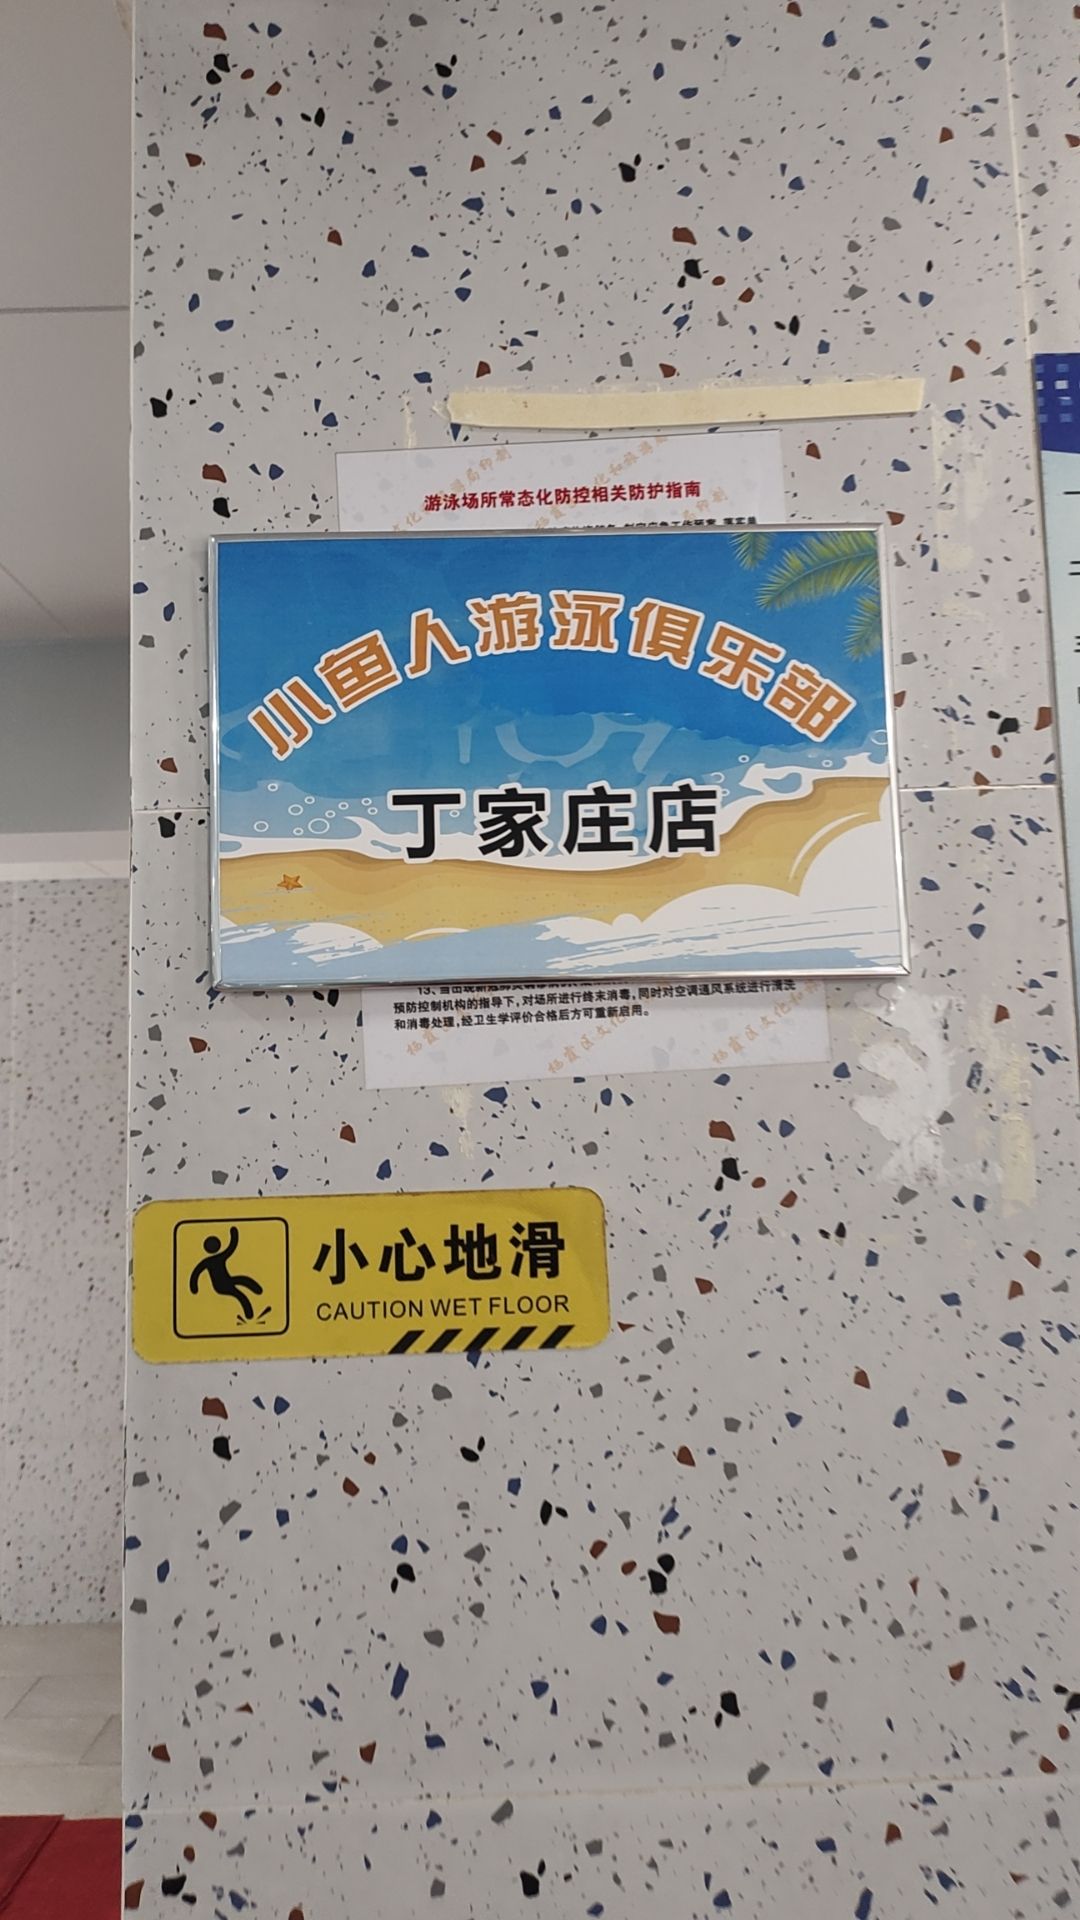 游泳场所常态化防控相关防护指南
小鱼人游泳俱乐部
丁家庄店
预防控制机构的指导下,对场所进行终末消毒,同时对空调通风系统进行清洗
和消毒处理,经卫生学评价合格后方可重新启用。
小心地滑
CAUTION WET FLOOR